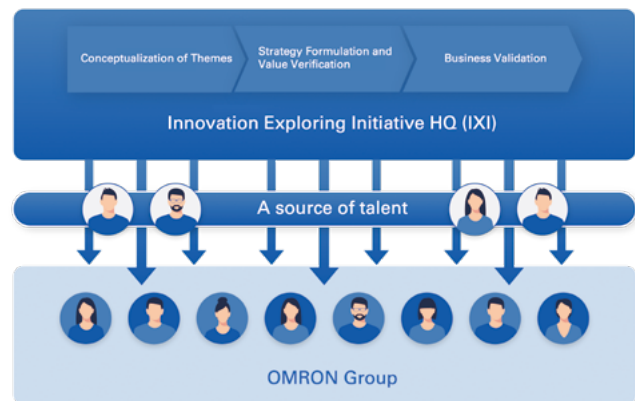 Conceptualization of Themes
Strategy Formulation and
Value Verification
Business Validation
Innovation Exploring Initiative HQ (IXI)
A source of talent
OMRON Group